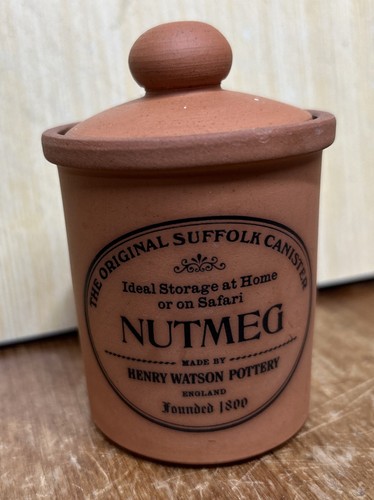 THE ORIGINAL SUFFOLK CANISTER
Ideal Storage at Home
or on Safari
NUTMEG
MADE BY
HENRY WATSON POTTERY
ENGLAND
Founded 1800